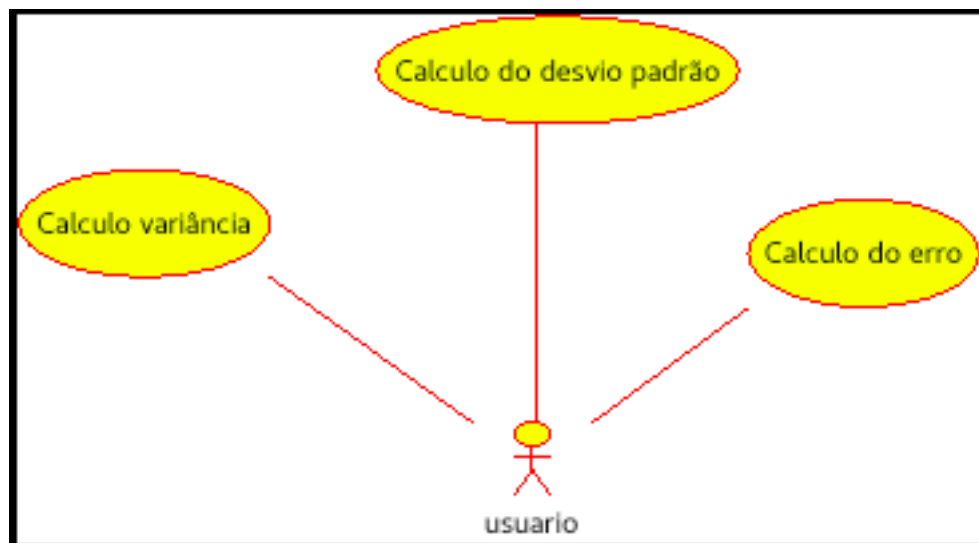 Calculo do desvio padrão
Calculo variância
Calculo do erro
usuario